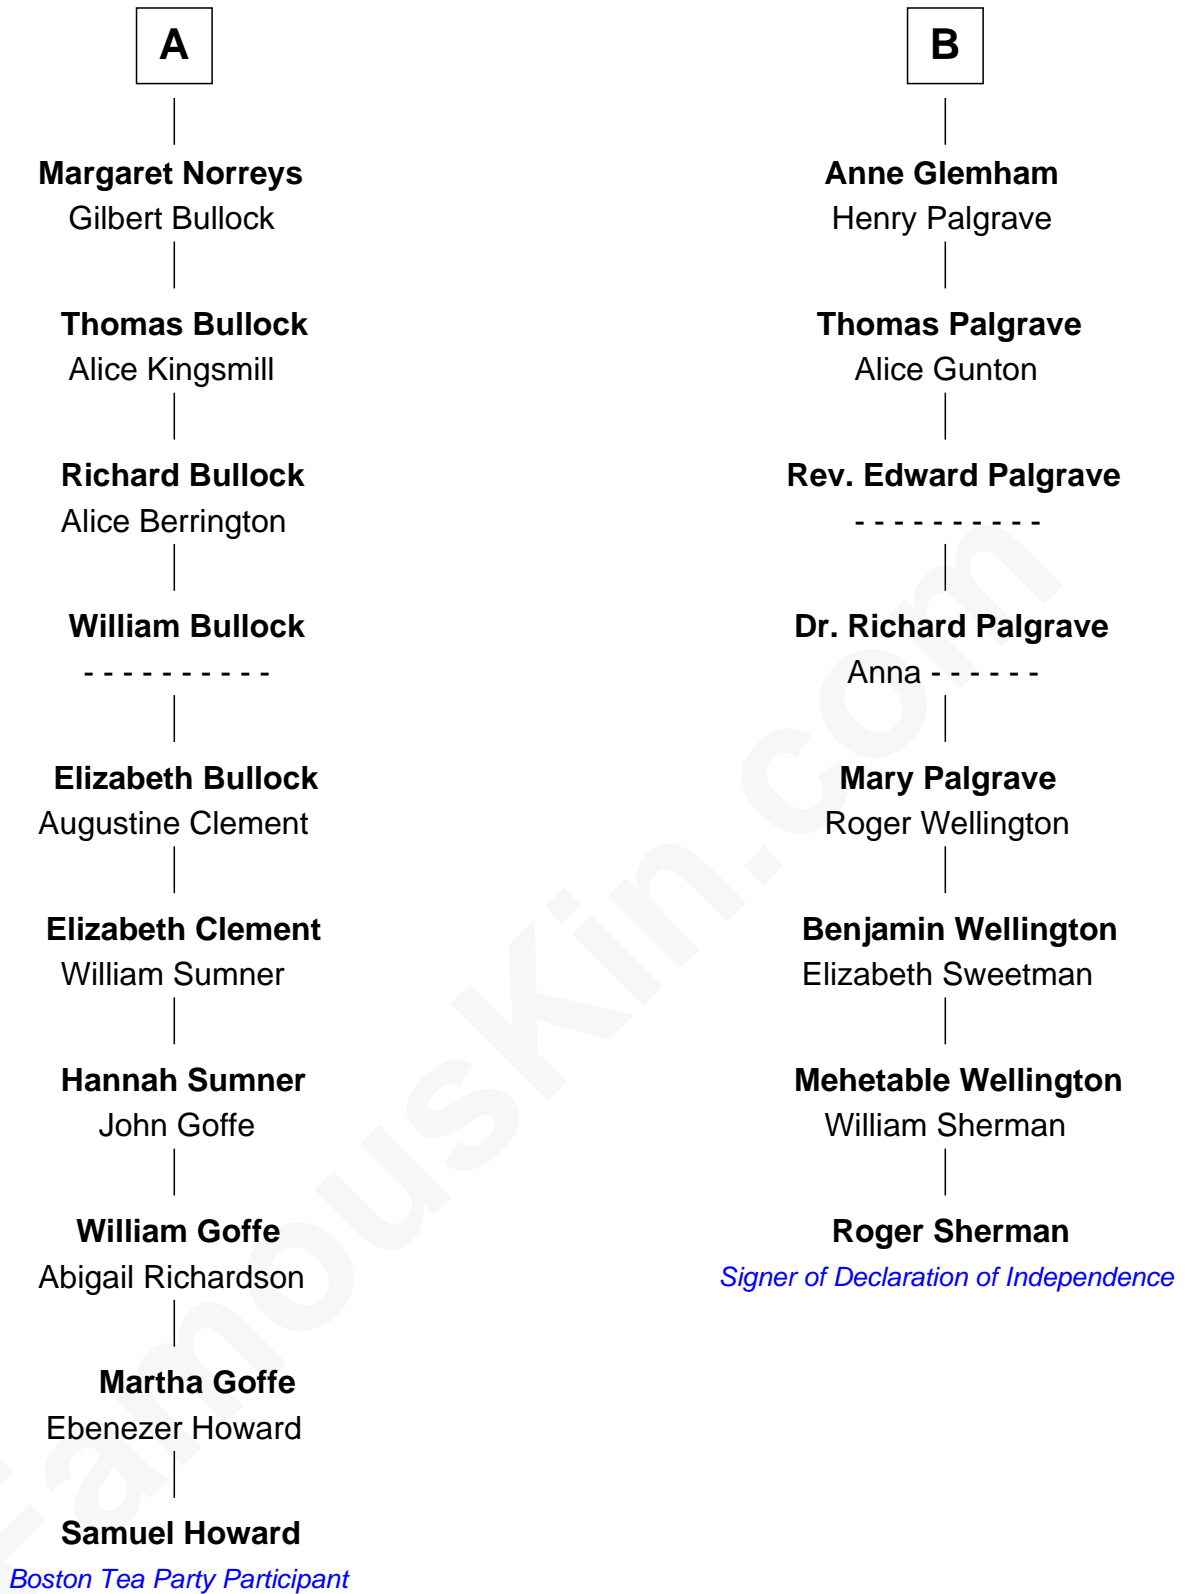 A
Margaret Norreys
Gilbert Bullock
Thomas Bullock
Alice Kingsmill
Richard Bullock
Alice Berrington
William Bullock
- - - - - - - - - -
Elizabeth Bullock
Augustine Clement
Elizabeth Clement
William Sumner
Hannah Sumner
John Goffe
William Goffe
Abigail Richardson
Martha Goffe
Ebenezer Howard
Samuel Howard
Boston Tea Party Participant
B
Anne Glemham
Henry Palgrave
Thomas Palgrave
Alice Gunton
Rev. Edward Palgrave
- - - - - - - - - -
Dr. Richard Palgrave
Anna - - - - - -
Mary Palgrave
Roger Wellington
Benjamin Wellington
Elizabeth Sweetman
Mehetable Wellington
William Sherman
Roger Sherman
Signer of Declaration of Independence
FamousKin.com